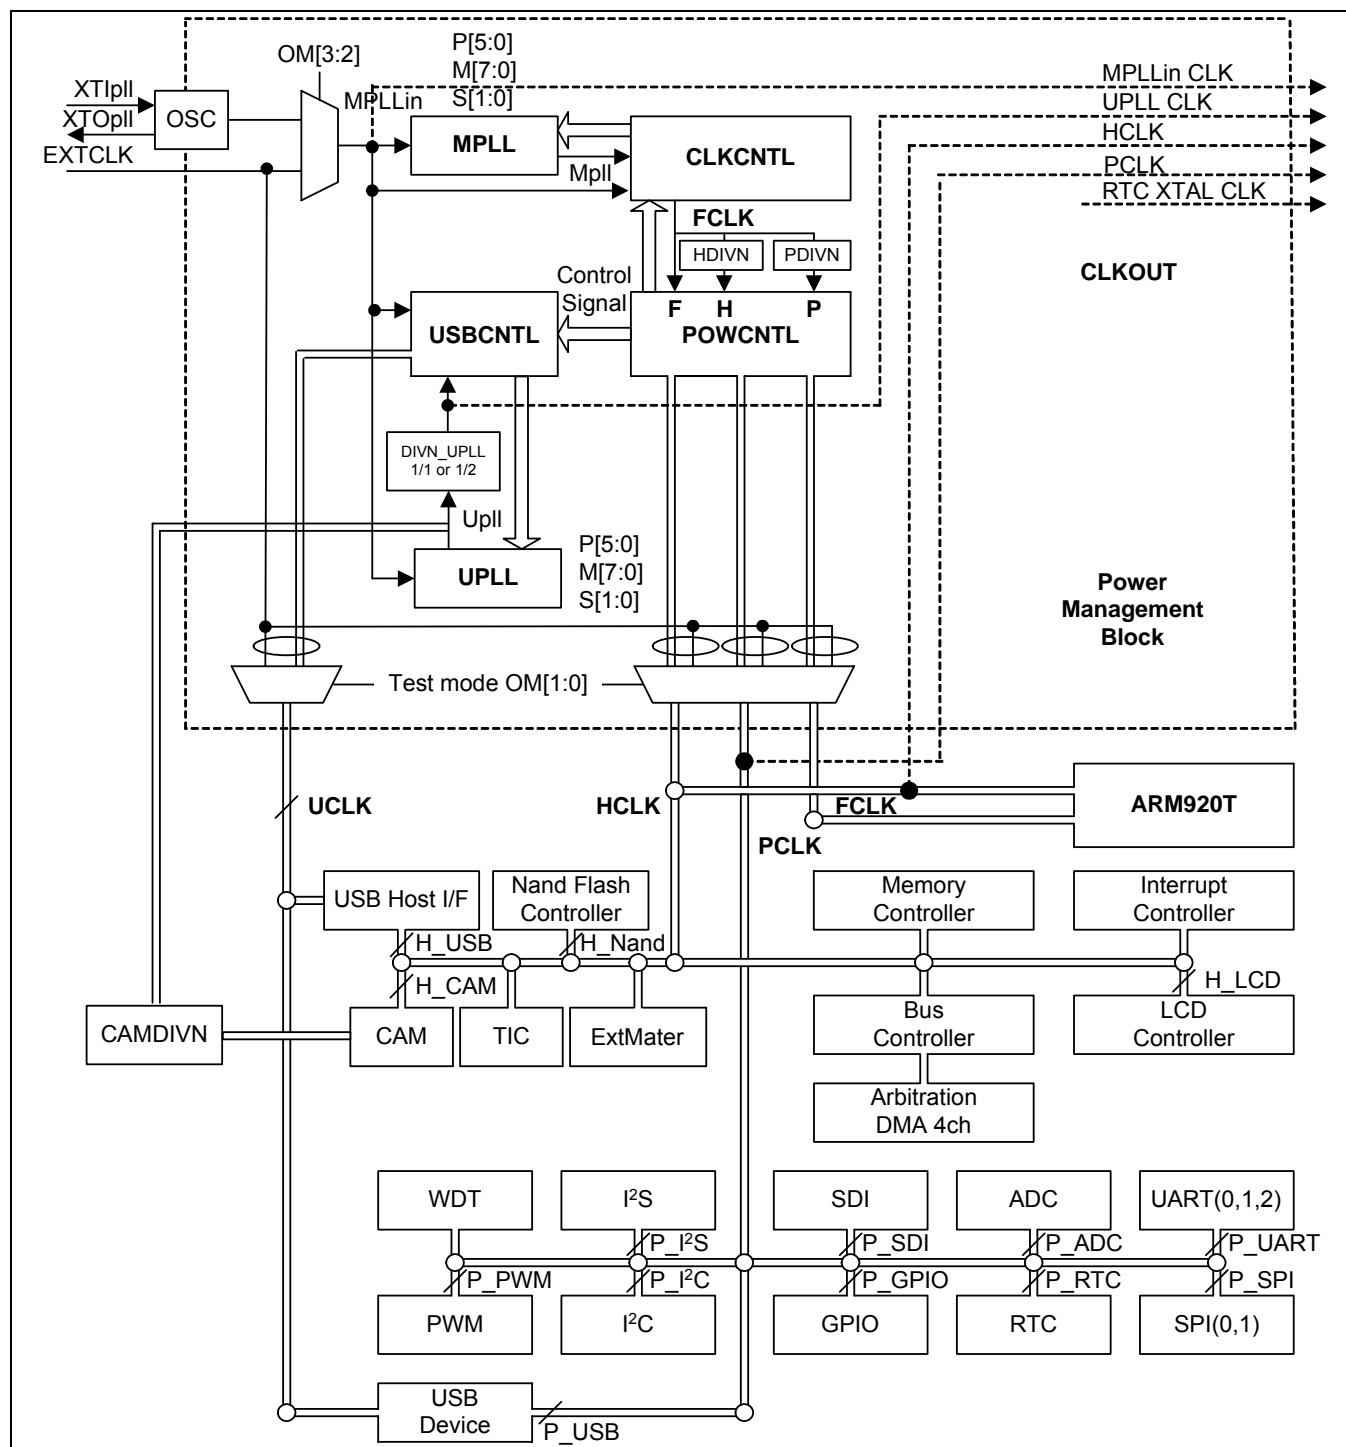 OM[3:2]
P[5:0]
M[7:0]
S[1:0]
XTIpll
XTOpll
EXTCLK
OSC
MPLLin
MPLL
Mpll
CLKCNTL
MPLLin CLK
UPLL CLK
HCLK
PCLK
RTC XTAL CLK
CLKOUT
FCLK
HDIVN
PDIVN
Control
Signal
F H P
POWCNTL
USBCNTL
DIVN_UPLL
1/1 or 1/2
Upll
UPLL
P[5:0]
M[7:0]
S[1:0]
Power
Management
Block
Test mode OM[1:0]
UCLK
HCLK
FCLK
PCLK
ARM920T
USB Host I/F
Nand Flash
Controller
Memory
Controller
Interrupt
Controller
H_USB
H_Nand
H_CAM
H_LCD
CAMDIVN
CAM
TIC
ExtMater
Bus
Controller
LCD
Controller
Arbitration
DMA 4ch
WDT
I²S
SDI
ADC
UART(0,1,2)
P_I²S
P_SDI
P_ADC
P_UART
P_PWM
P_I²C
P_GPIO
P_RTC
P_SPI
PWM
I²C
GPIO
RTC
SPI(0,1)
USB
Device
P_USB